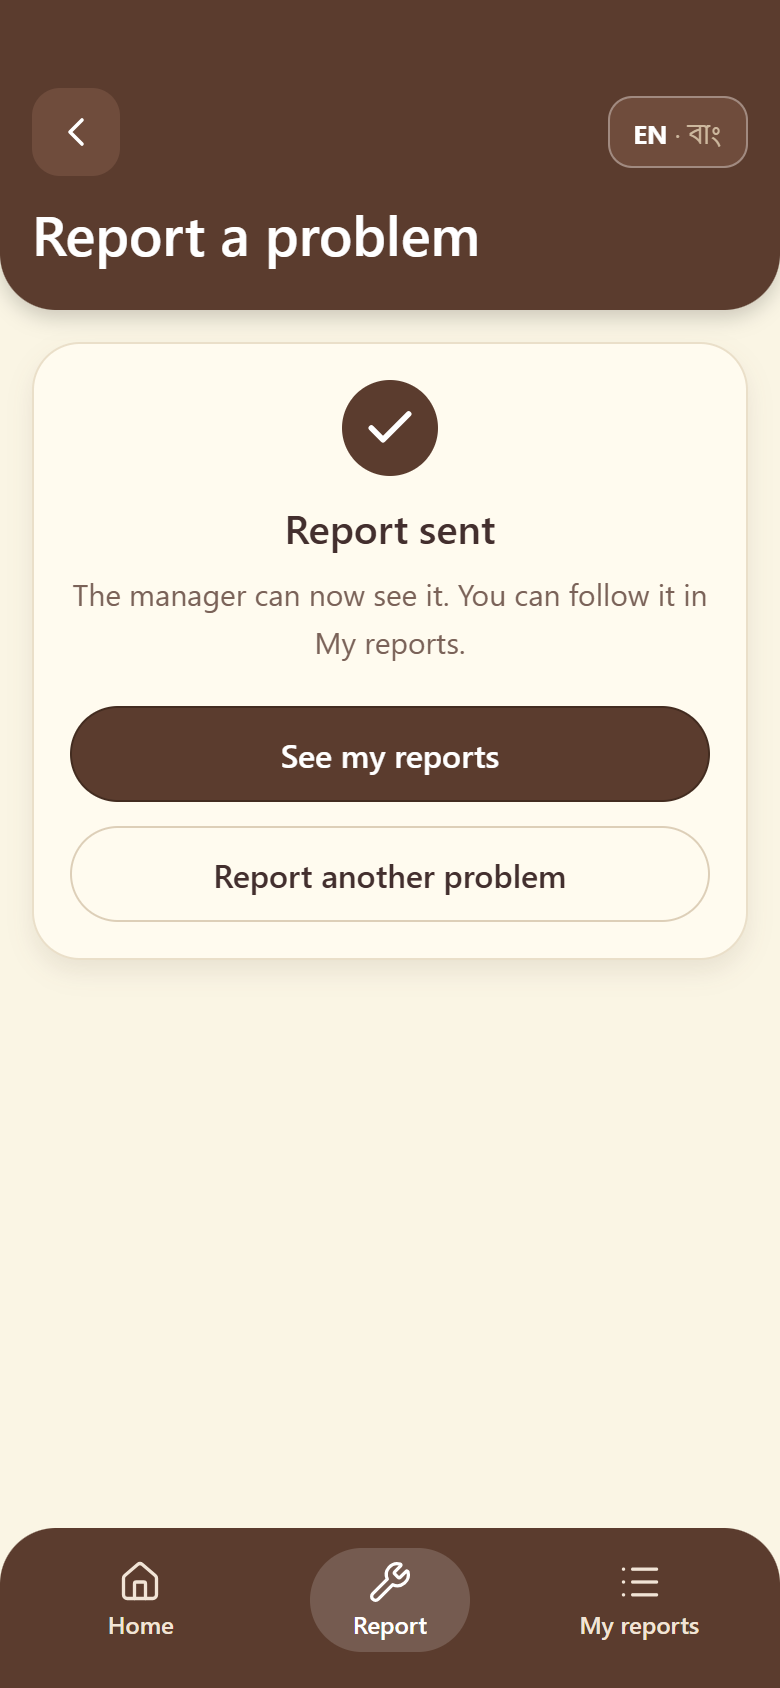 EN · বাং
Report a problem
Report sent
The manager can now see it. You can follow it in
My reports.
See my reports
Report another problem
Home
Report
My reports